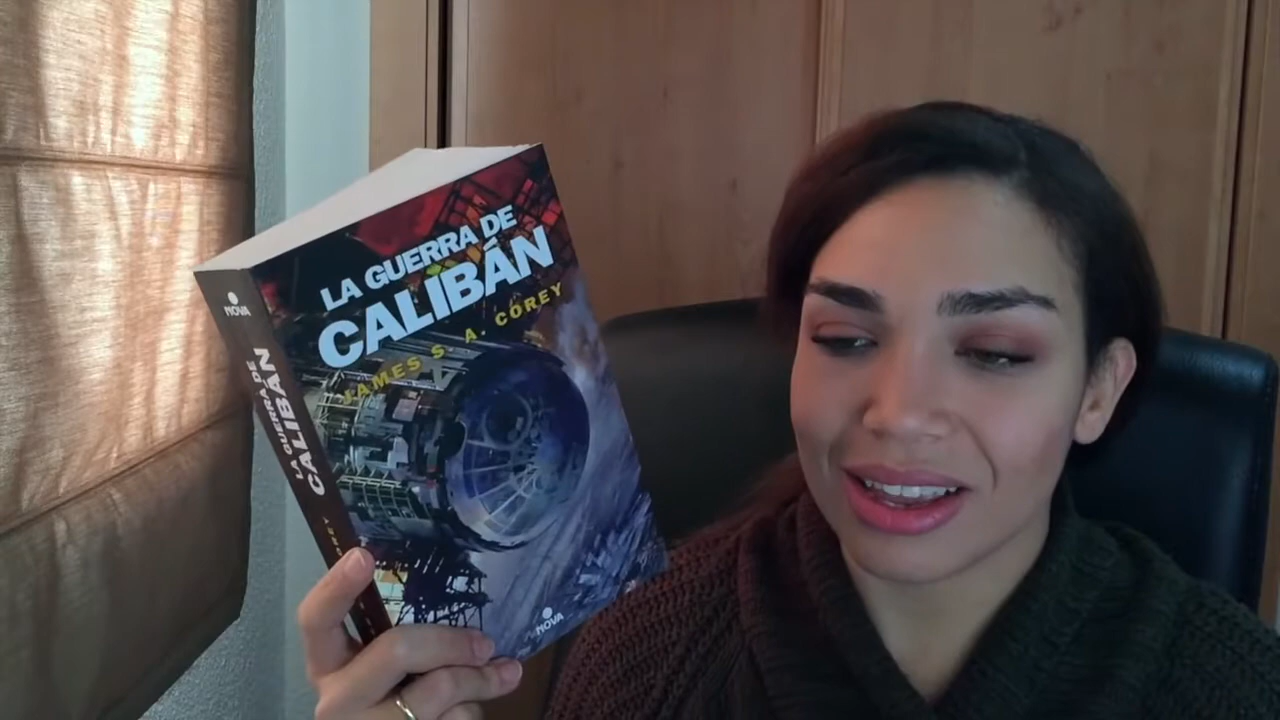 LA GUERRA DE
CALIBÁN
JAMES S. A. COREY
NOVA
NOVA
LA GUERRA DE
CALIBÁN
COREY